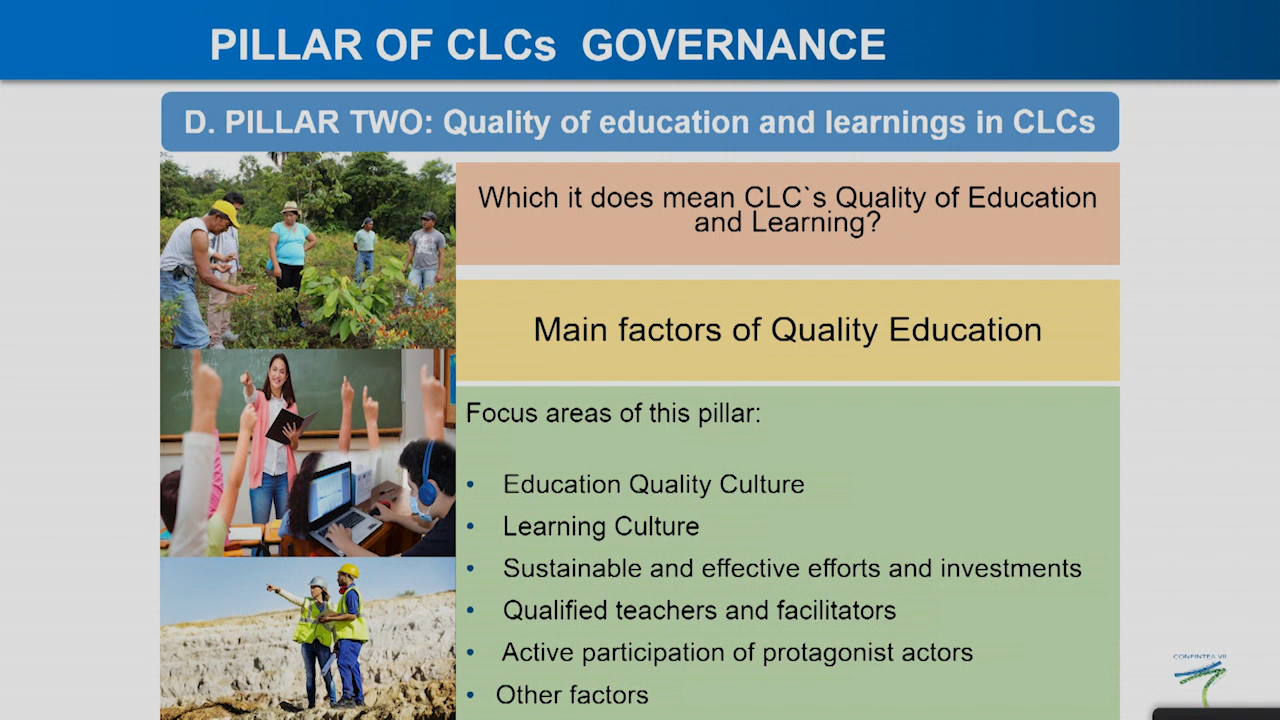 PILLAR OF CLCs GOVERNANCE
D. PILLAR TWO: Quality of education and learnings in CLCs
Which it does mean CLC`s Quality of Education
and Learning?
Main factors of Quality Education
Focus areas of this pillar:
• Education Quality Culture
• Learning Culture
• Sustainable and effective efforts and investments
• Qualified teachers and facilitators
• Active participation of protagonist actors
• Other factors
CONFINTEA VII